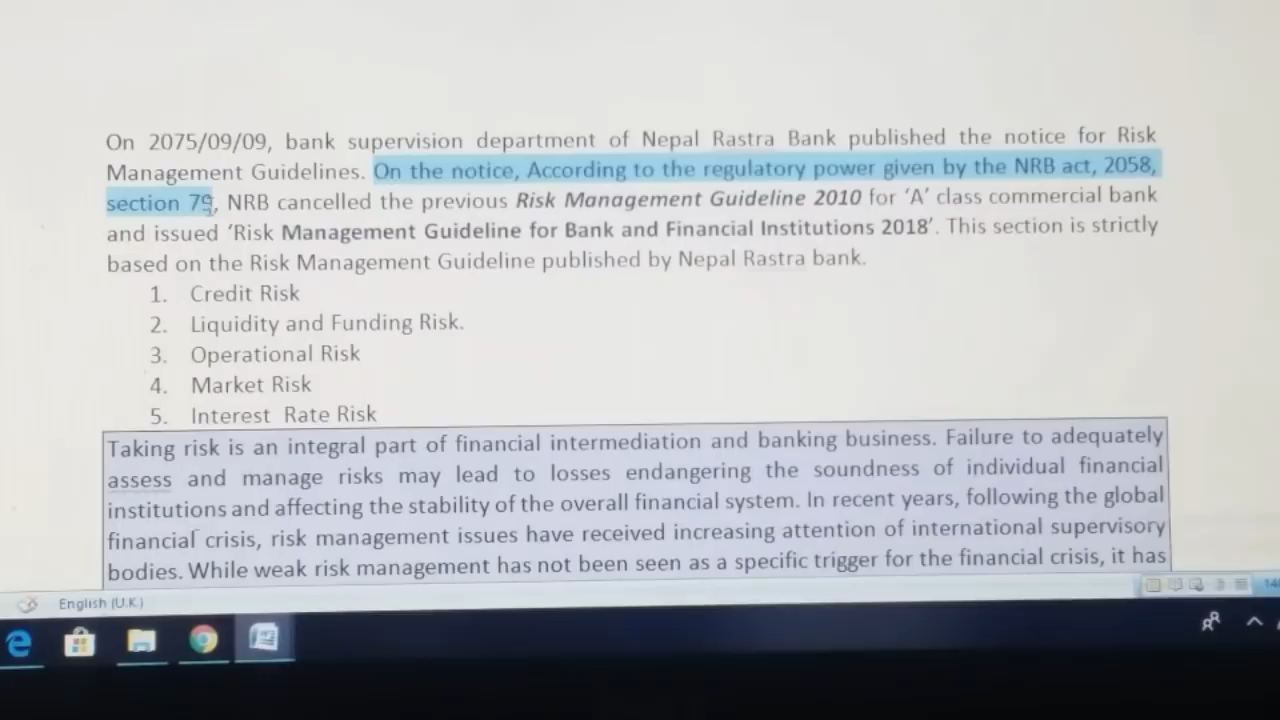 On 2075/09/09, bank supervision department of Nepal Rastra Bank published the notice for Risk
Management Guidelines. On the notice, According to the regulatory power given by the NRB act, 2058,
section 79, NRB cancelled the previous Risk Management Guideline 2010 for ‘A’ class commercial bank
and issued ‘Risk Management Guideline for Bank and Financial Institutions 2018’. This section is strictly
based on the Risk Management Guideline published by Nepal Rastra bank.
1. Credit Risk
2. Liquidity and Funding Risk.
3. Operational Risk
4. Market Risk
5. Interest Rate Risk
Taking risk is an integral part of financial intermediation and banking business. Failure to adequately
assess and manage risks may lead to losses endangering the soundness of individual financial
institutions and affecting the stability of the overall financial system. In recent years, following the global
financial crisis, risk management issues have received increasing attention of international supervisory
bodies. While weak risk management has not been seen as a specific trigger for the financial crisis, it has
English (U.K.)